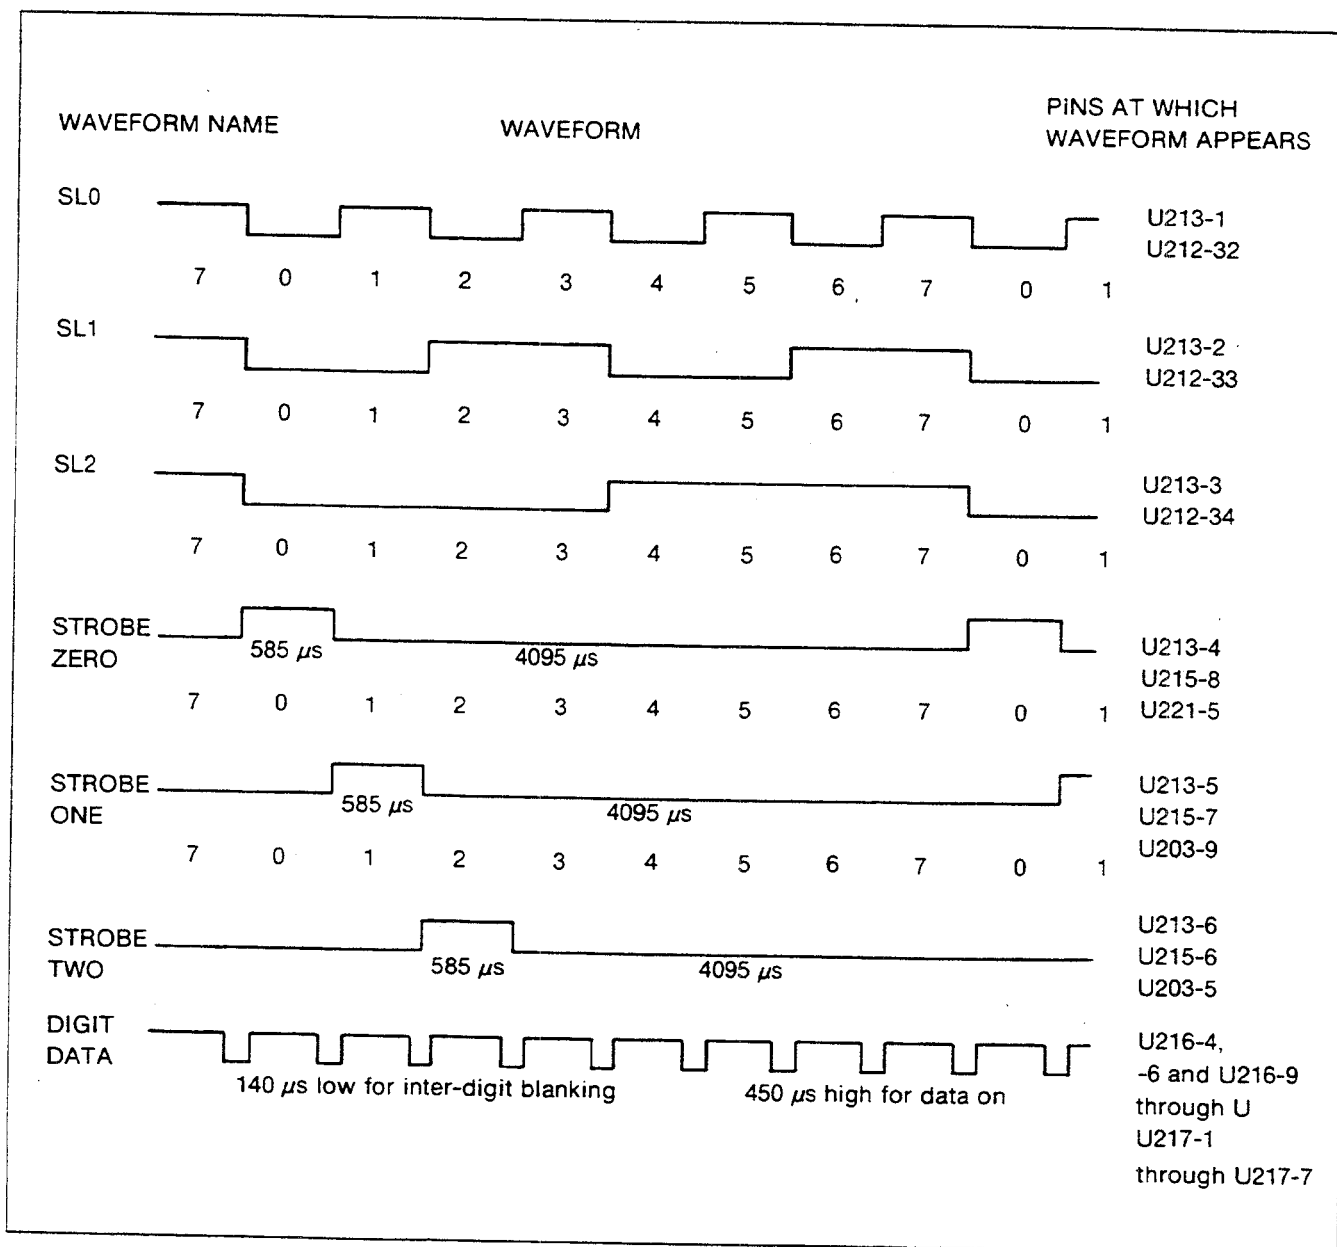 WAVEFORM NAME
WAVEFORM
PiNS AT WHICH
WAVEFORM APPEARS
SL0
U213-1
U212-32
7 0 1 2 3 4 5 6 7 0 1
SL1
U213-2
U212-33
7 0 1 2 3 4 5 6 7 0 1
SL2
U213-3
U212-34
7 0 1 2 3 4 5 6 7 0 1
STROBE
ZERO
585 µs
4095 µs
U213-4
U215-8
U221-5
7 0 1 2 3 4 5 6 7 0 1
STROBE
ONE
585 µs
4095 µs
U213-5
U215-7
U203-9
7 0 1 2 3 4 5 6 7 0 1
STROBE
TWO
585 µs
4095 µs
U213-6
U215-6
U203-5
DIGIT
DATA
140 µs low for inter-digit blanking
450 µs high for data on
U216-4,
-6 and U216-9
through U
U217-1
through U217-7